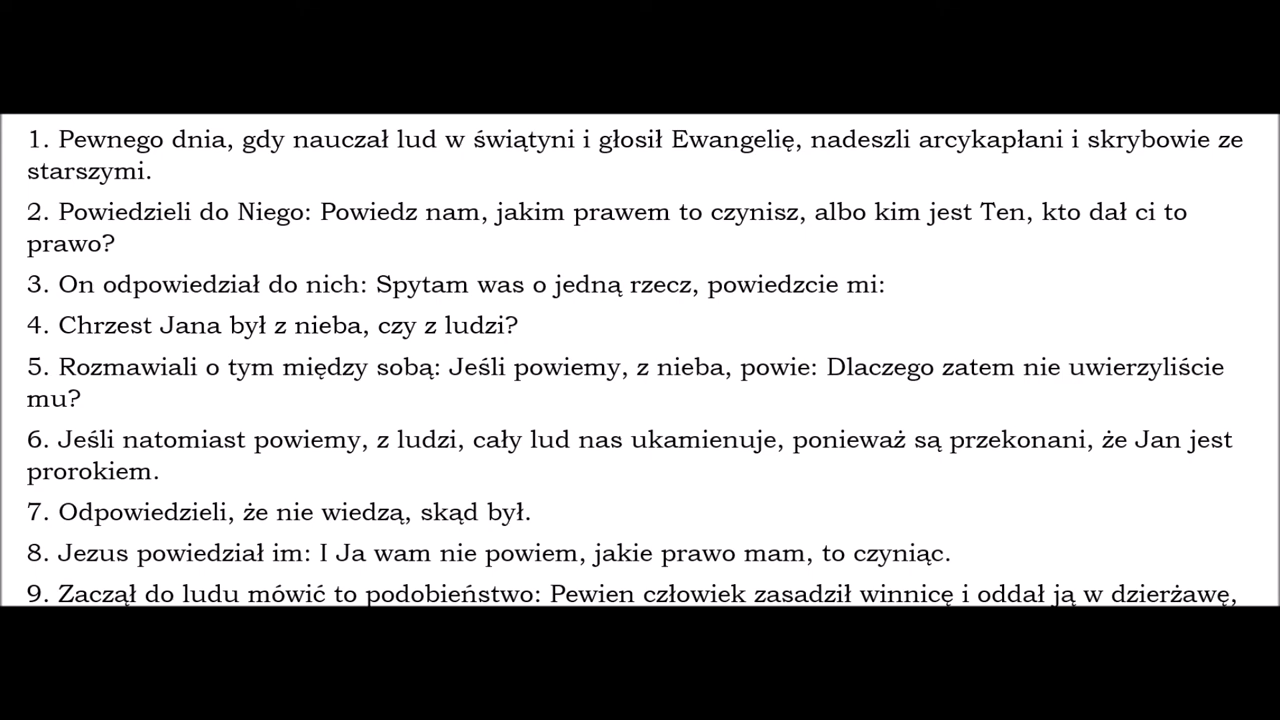 1. Pewnego dnia, gdy nauczał lud w świątyni i głosił Ewangelię, nadeszli arcykapłani i skrybowie ze
starszymi.
2. Powiedzieli do Niego: Powiedz nam, jakim prawem to czynisz, albo kim jest Ten, kto dał ci to
prawo?
3. On odpowiedział do nich: Spytam was o jedną rzecz, powiedzcie mi:
4. Chrzest Jana był z nieba, czy z ludzi?
5. Rozmawiali o tym między sobą: Jeśli powiemy, z nieba, powie: Dlaczego zatem nie uwierzyliście
mu?
6. Jeśli natomiast powiemy, z ludzi, cały lud nas ukamienuje, ponieważ są przekonani, że Jan jest
prorokiem.
7. Odpowiedzieli, że nie wiedzą, skąd był.
8. Jezus powiedział im: I Ja wam nie powiem, jakie prawo mam, to czyniąc.
9. Zaczął do ludu mówić to podobieństwo: Pewien człowiek zasadził winnicę i oddał ją w dzierżawę,